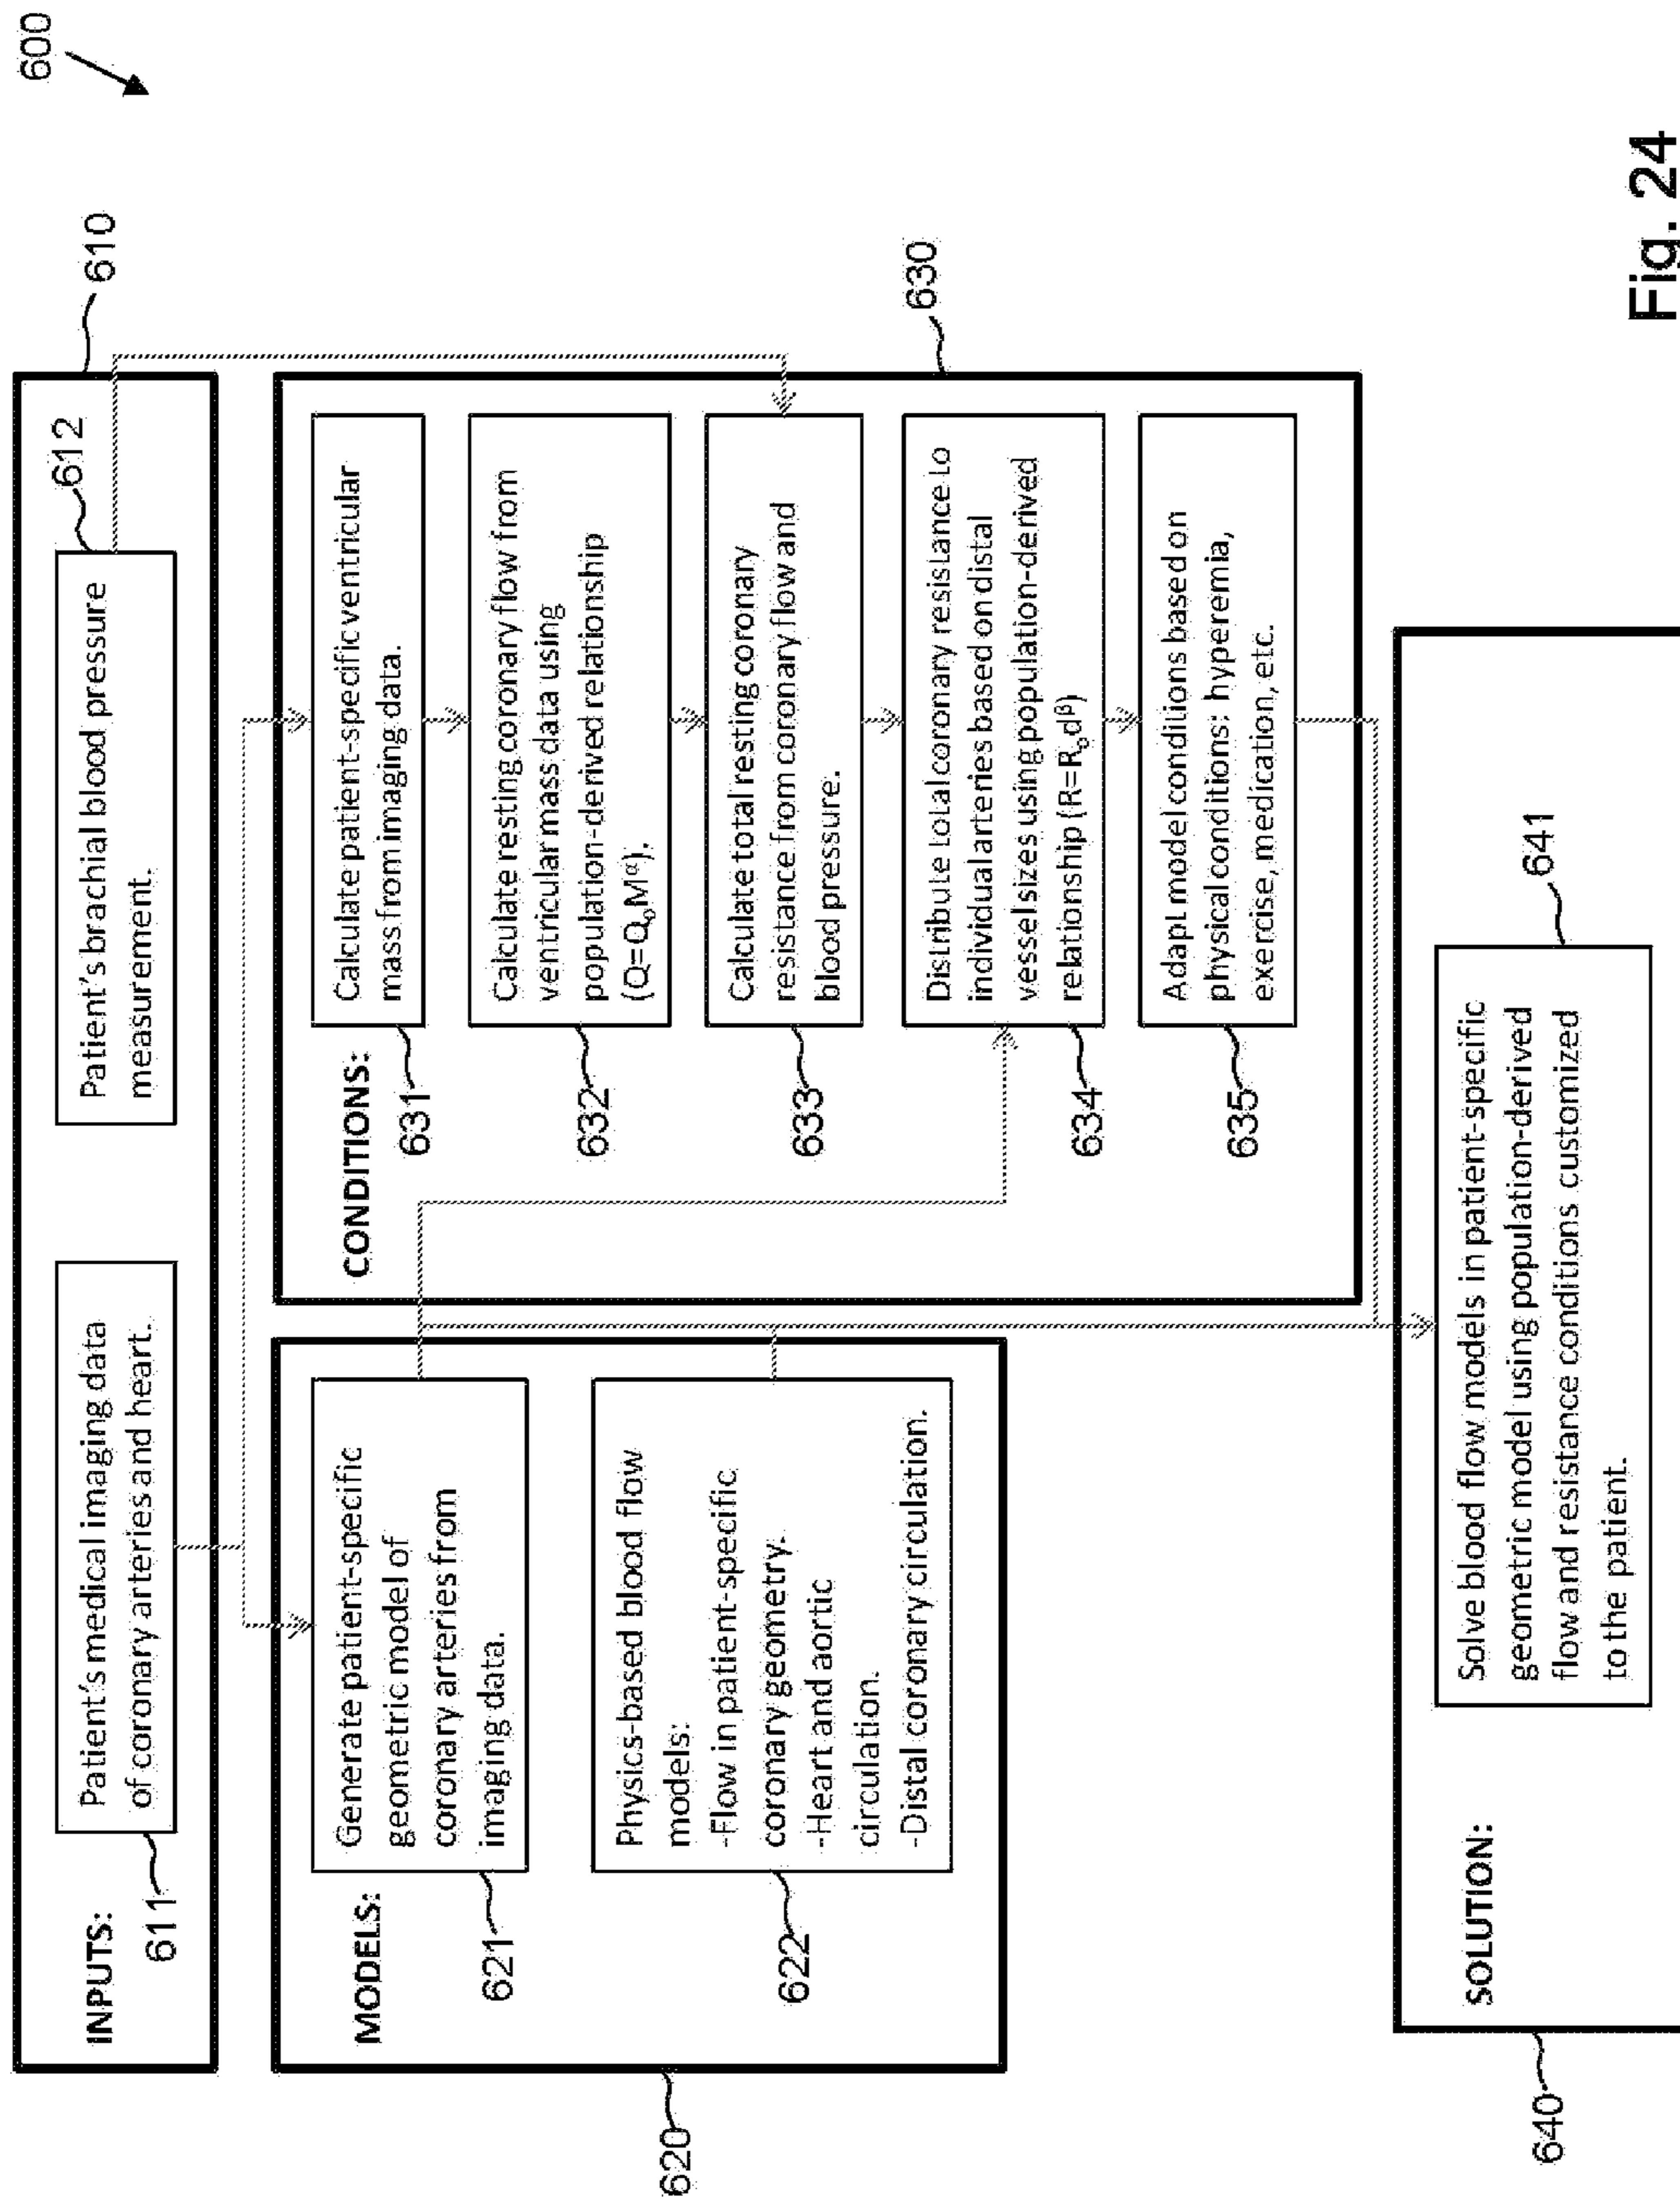 600
INPUTS:
610
611
Patient's medical imaging data
of coronary arteries and heart.
612
Patient's brachial blood pressure
measurement.
MODELS:
620
621
Generate patient-specific
geometric model of
coronary arteries from
imaging data.
622
Physics-based blood flow
models:
-Flow in patient-specific
coronary geometry.
-Heart and aortic
circulation.
-Distal coronary circulation.
CONDITIONS:
630
631
Calculate patient-specific ventricular
mass from imaging data.
632
Calculate resting coronary flow from
ventricular mass data using
population-derived relationship
(Q=QₒMᵅ).
633
Calculate total resting coronary
resistance from coronary flow and
blood pressure.
634
Distribute total coronary resistance to
individual arteries based on distal
vessel sizes using population-derived
relationship (R=Rₒdᵝ)
635
Adapt model conditions based on
physical conditions: hyperemia,
exercise, medication, etc.
SOLUTION:
640
641
Solve blood flow models in patient-specific
geometric model using population-derived
flow and resistance conditions customized
to the patient.
Fig. 24